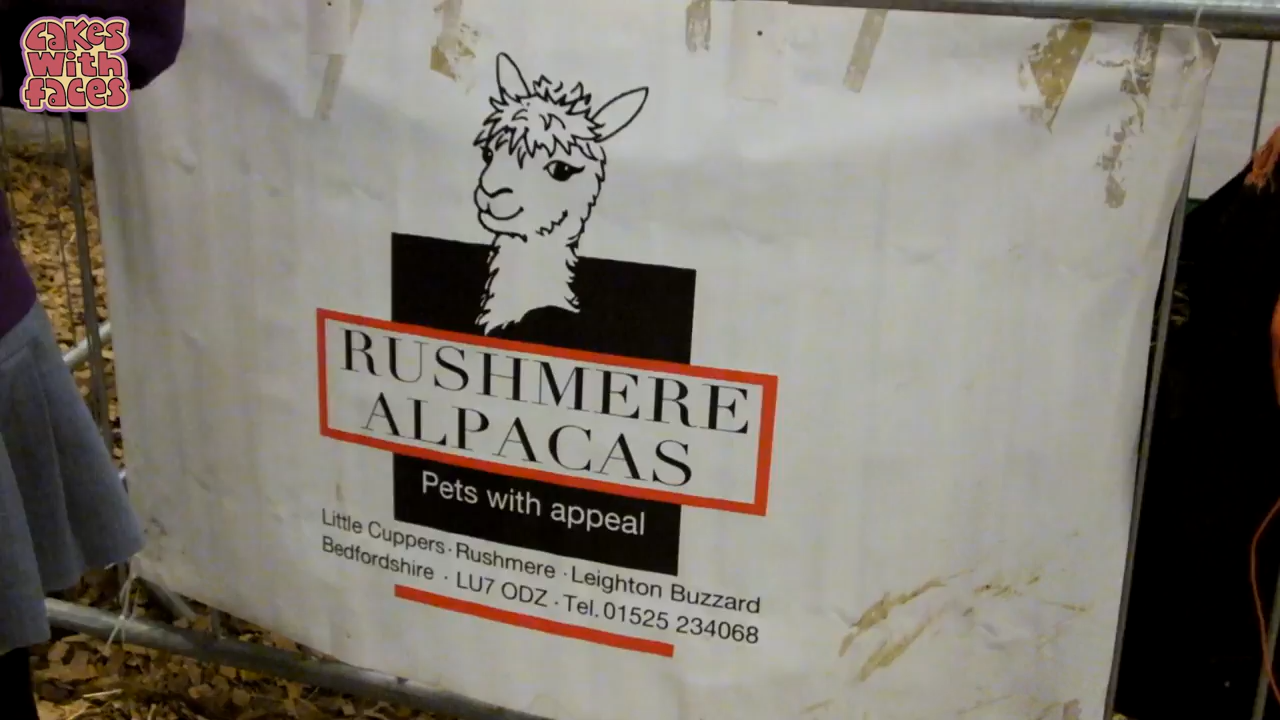 Cakes
With
faces
RUSHMERE
ALPACAS
Pets with appeal
Little Cuppers · Rushmere · Leighton Buzzard
Bedfordshire · LU7 ODZ · Tel. 01525 234068